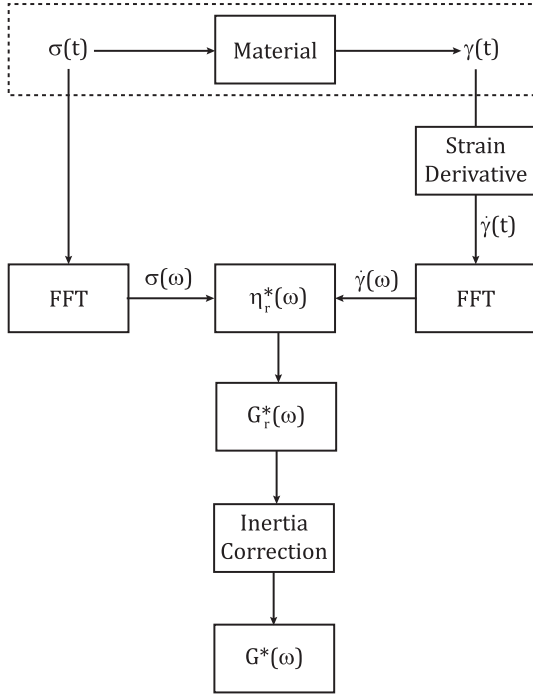 σ(t)
Material
γ(t)
Strain
Derivative
γ̇(t)
FFT
σ(ω)
η*r(ω)
γ̇(ω)
FFT
G*r(ω)
Inertia
Correction
G*(ω)